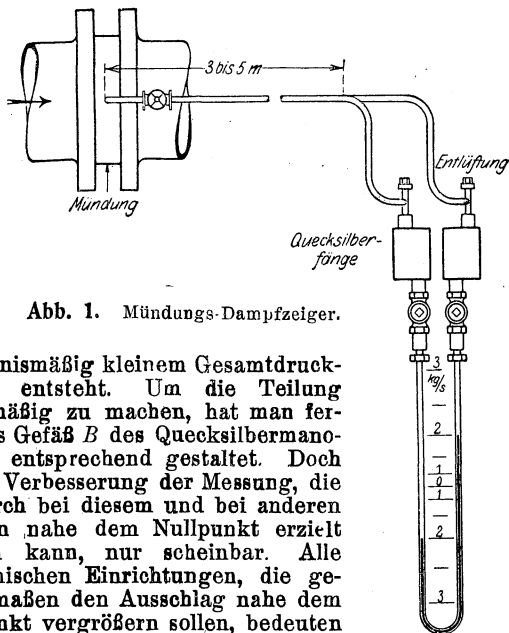 3 bis 5 m
Mündung
Entlüftung
Quecksilber-
fänge
Abb. 1. Mündungs-Dampfzeiger.
nismäßig kleinem Gesamtdruck-
entsteht. Um die Teilung
mäßig zu machen, hat man fer-
s Gefäß B des Quecksilbermano-
entsprechend gestaltet. Doch
Verbesserung der Messung, die
rch bei diesem und bei anderen
n nahe dem Nullpunkt erzielt
kann, nur scheinbar. Alle
nischen Einrichtungen, die ge-
maßen den Ausschlag nahe dem
nkt vergrößern sollen, bedeuten
3
kg/s
2
1
0
1
2
3